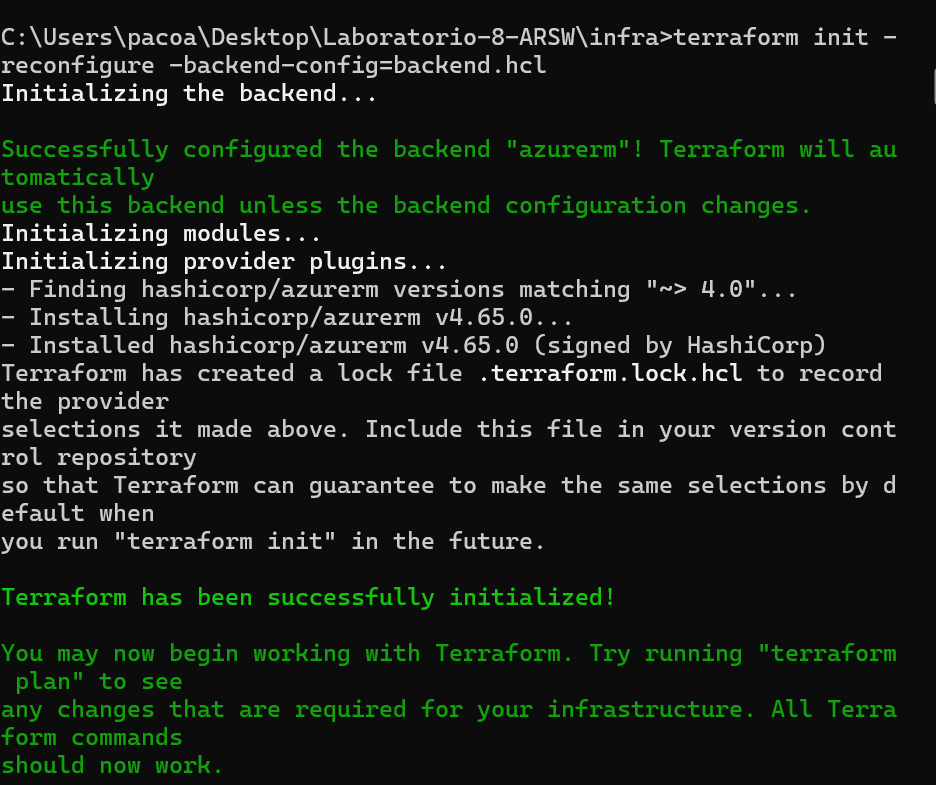 C:\Users\pacoa\Desktop\Laboratorio-8-ARSW\infra>terraform init -
reconfigure -backend-config=backend.hcl
Initializing the backend...
Successfully configured the backend "azurerm"! Terraform will au
tomatically
use this backend unless the backend configuration changes.
Initializing modules...
Initializing provider plugins...
- Finding hashicorp/azurerm versions matching "~> 4.0"...
- Installing hashicorp/azurerm v4.65.0...
- Installed hashicorp/azurerm v4.65.0 (signed by HashiCorp)
Terraform has created a lock file .terraform.lock.hcl to record
the provider
selections it made above. Include this file in your version cont
rol repository
so that Terraform can guarantee to make the same selections by d
efault when
you run "terraform init" in the future.
Terraform has been successfully initialized!
You may now begin working with Terraform. Try running "terraform
 plan" to see
any changes that are required for your infrastructure. All Terra
form commands
should now work.